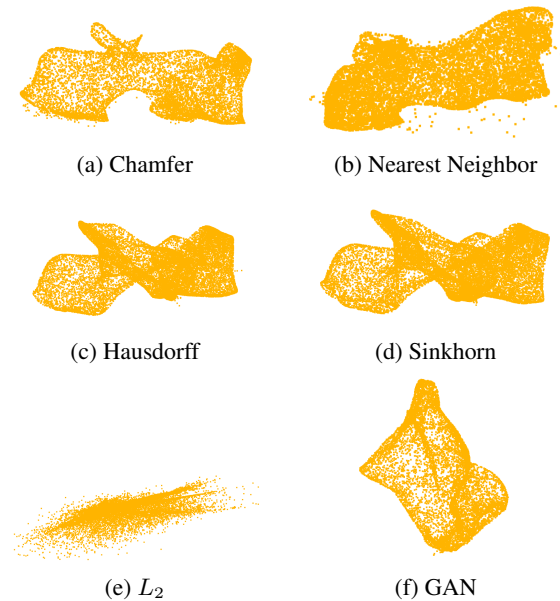 (a) Chamfer
(b) Nearest Neighbor
(c) Hausdorff
(d) Sinkhorn
(e) L₂
(f) GAN